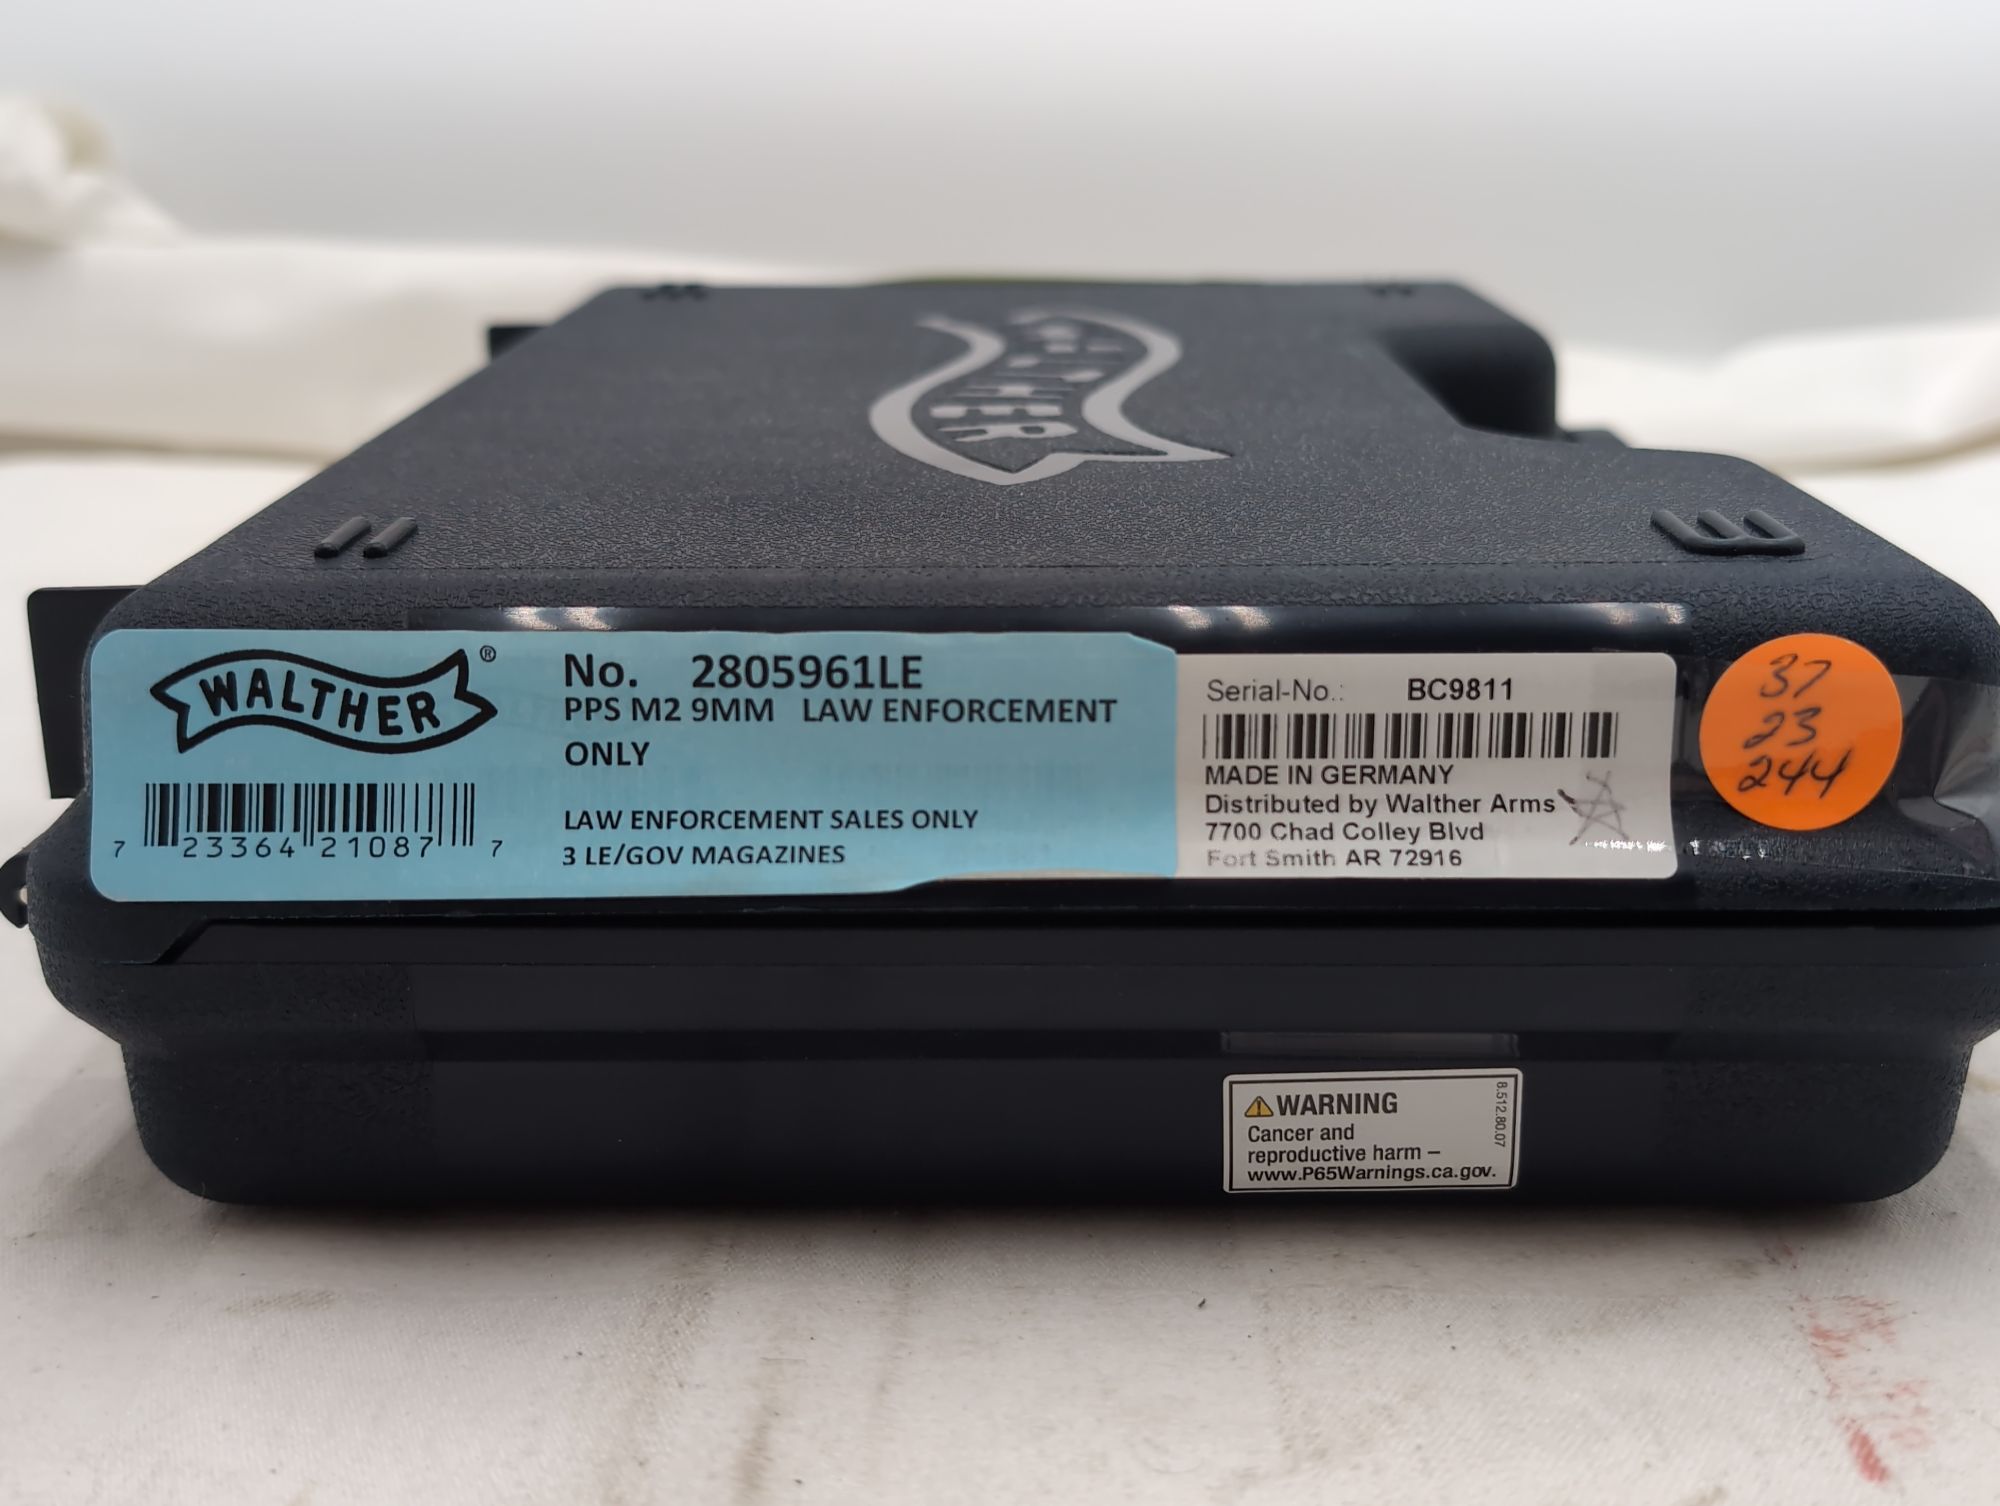 WALTHER
WALTHER ®
No. 2805961LE
PPS M2 9MM LAW ENFORCEMENT
ONLY
LAW ENFORCEMENT SALES ONLY
3 LE/GOV MAGAZINES
7 23364 21087 7
Serial-No.: BC9811
MADE IN GERMANY
Distributed by Walther Arms
7700 Chad Colley Blvd
Fort Smith AR 72916
37
23
244
⚠WARNING
Cancer and
reproductive harm –
www.P65Warnings.ca.gov.
8.512.80.07